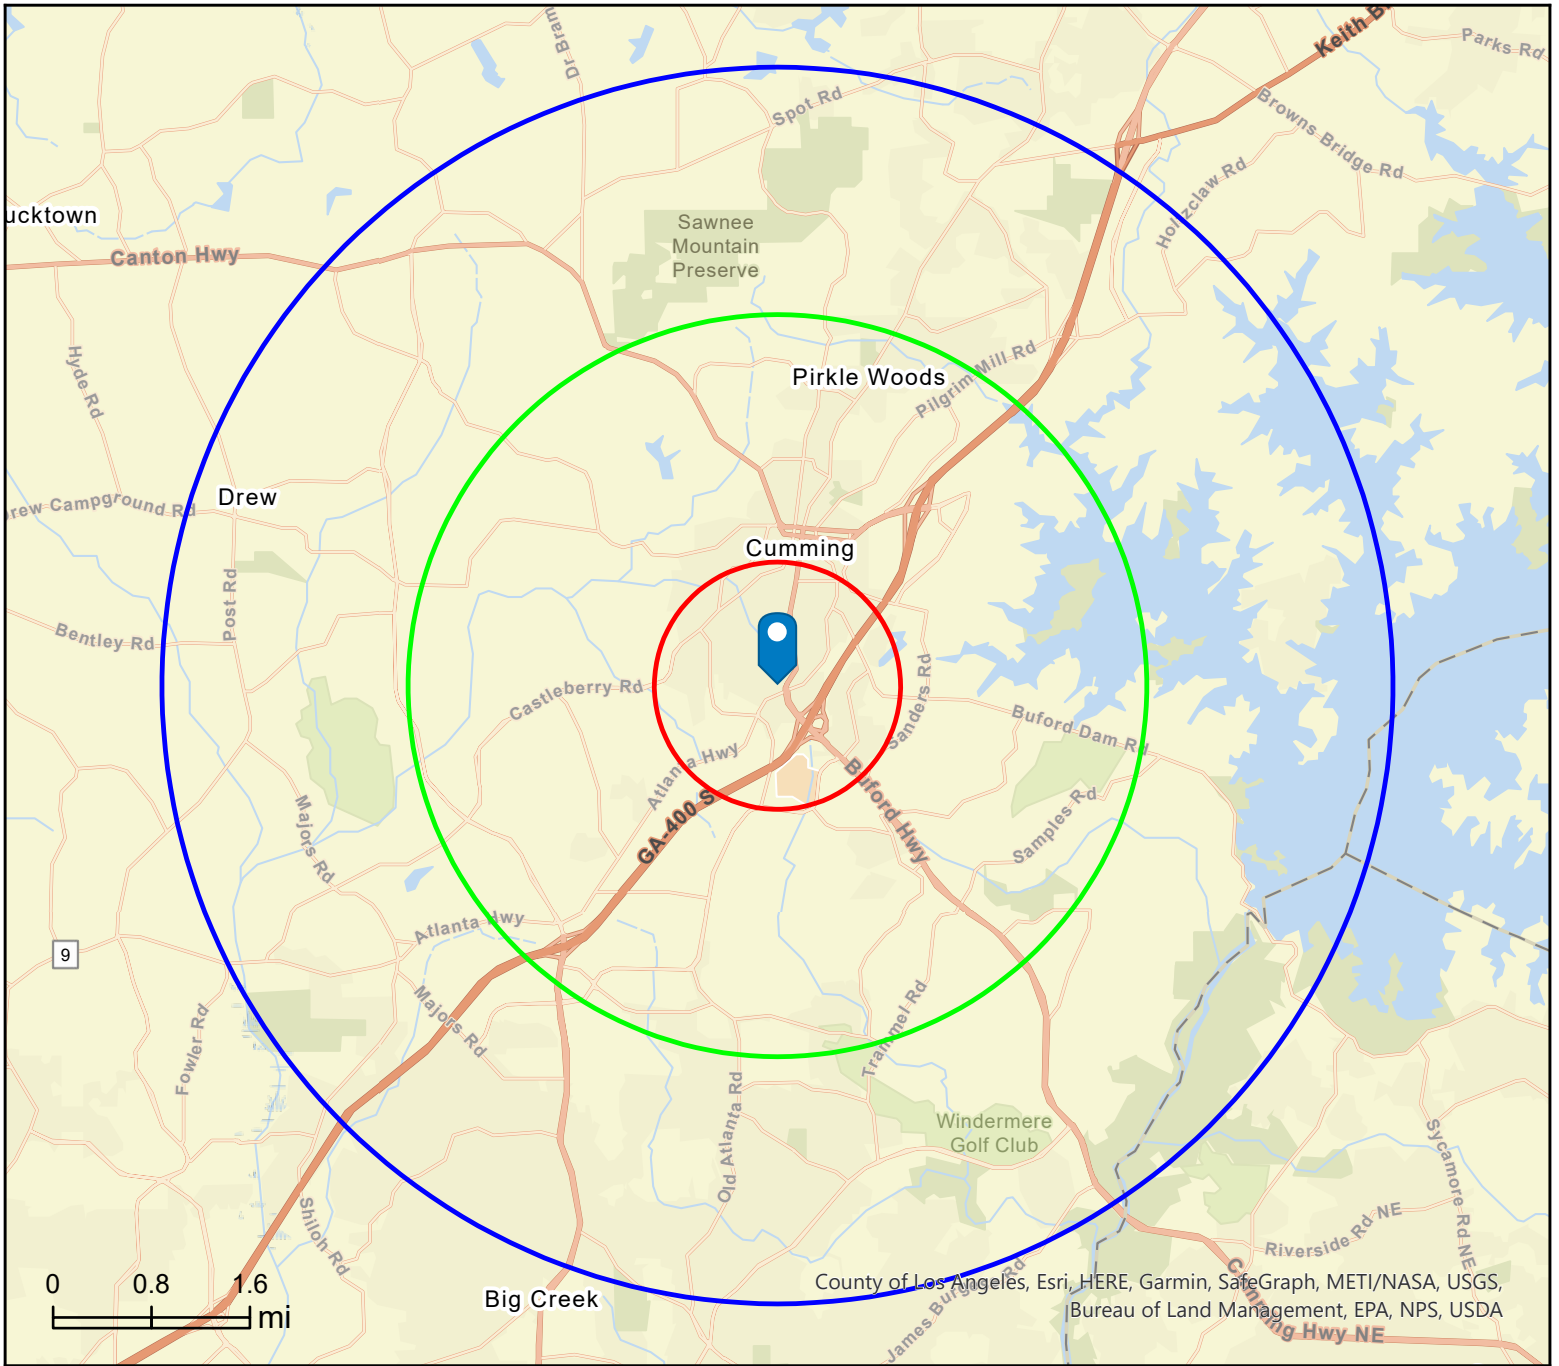 Keith B
Parks Rd
Dr Bram
Spot Rd
Browns Bridge Rd
Holtzclaw Rd
ucktown
Canton Hwy
Sawnee
Mountain
Preserve
Hyde Rd
Pirkle Woods
Pilgrim Mill Rd
Drew
rew Campground Rd
Cumming
Post Rd
Bentley Rd
Castleberry Rd
Sanders Rd
Buford Dam Rd
Atlanta Hwy
GA-400 S
Buford Hwy
Samples Rd
Majors Rd
Atlanta Hwy
9
Majors Rd
Fowler Rd
Trammel Rd
Old Atlanta Rd
Windermere
Golf Club
Sycamore Rd NE
Shiloh Rd
Riverside Rd NE
0 0.8 1.6
mi
Big Creek
James Burgess Rd
County of Los Angeles, Esri, HERE, Garmin, SafeGraph, METI/NASA, USGS,
Bureau of Land Management, EPA, NPS, USDA
Cumming Hwy NE